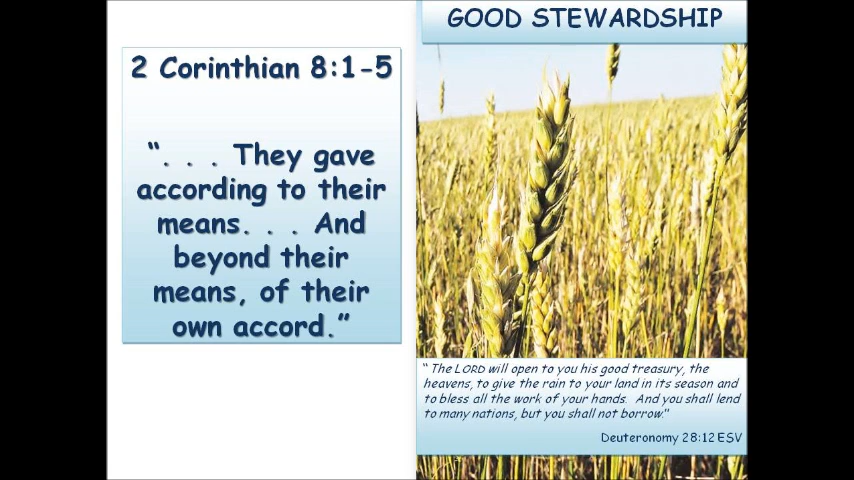 2 Corinthian 8:1-5
“. . . They gave
according to their
means. . . And
beyond their
means, of their
own accord.”
GOOD STEWARDSHIP
“ The LORD will open to you his good treasury, the
heavens, to give the rain to your land in its season and
to bless all the work of your hands.  And you shall lend
to many nations, but you shall not borrow.”
Deuteronomy 28:12 ESV